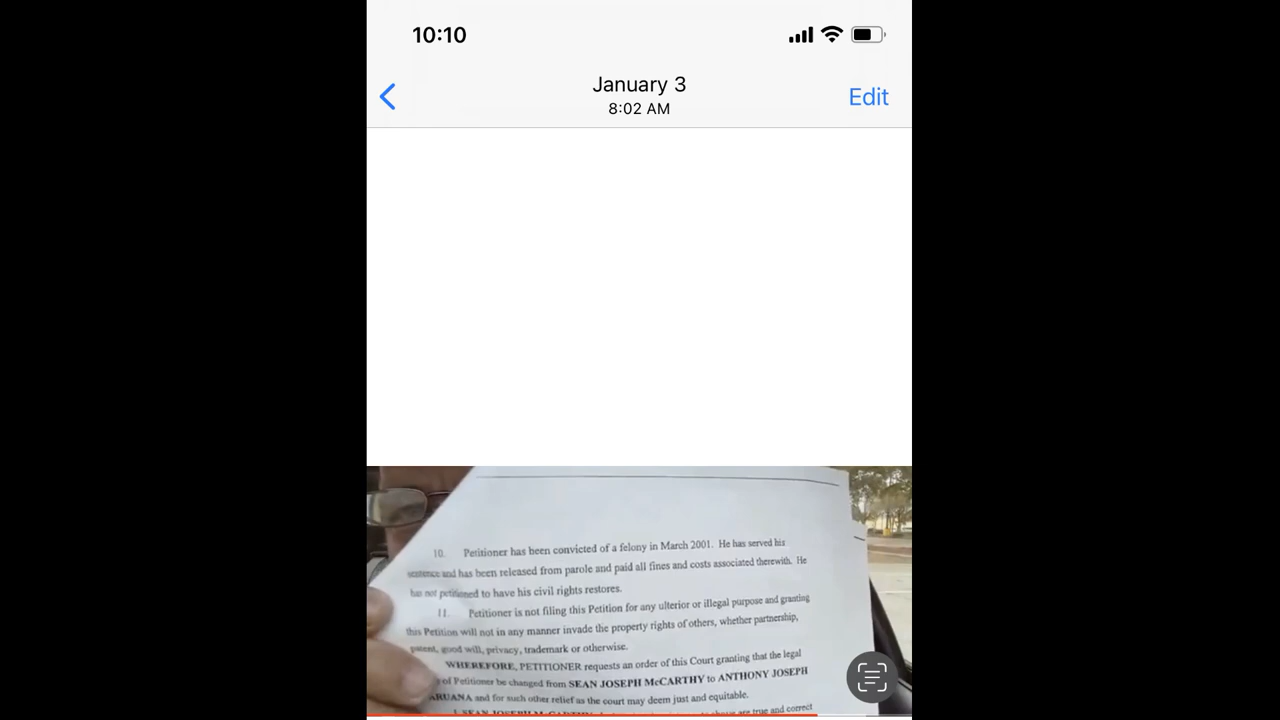 10:10
January 3
8:02 AM
Edit
10. Petitioner has been convicted of a felony in March 2001. He has served his
sentence and has been released from parole and paid all fines and costs associated therewith. He
has not petitioned to have his civil rights restores.
11. Petitioner is not filing this Petition for any ulterior or illegal purpose and granting
this Petition will not in any manner invade the property rights of others, whether partnership,
patent, good will, privacy, trademark or otherwise.
WHEREFORE, PETITIONER requests an order of this Court granting that the legal
y of Petitioner be changed from SEAN JOSEPH McCARTHY to ANTHONY JOSEPH
ARUANA and for such other relief as the court may deem just and equitable.
I, SEAN JOSEPH McCARTHY, are true and correct